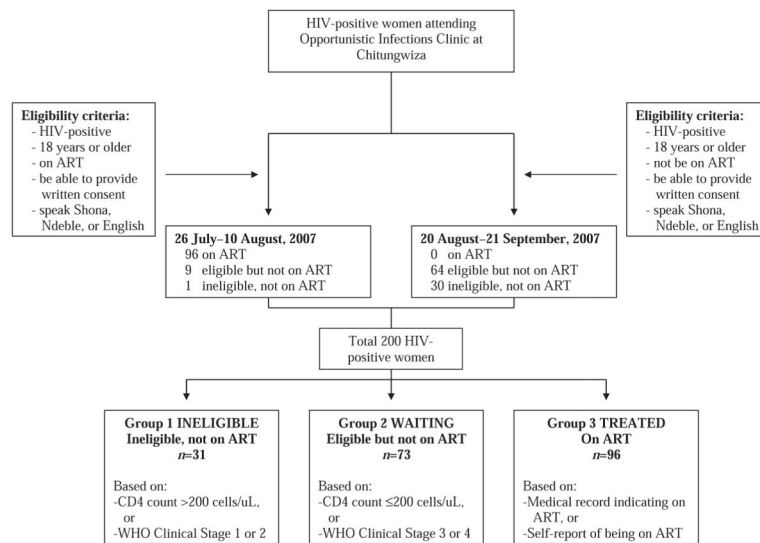 HIV-positive women attending
Opportunistic Infections Clinic at
Chitungwiza
Eligibility criteria:
- HIV-positive
- 18 years or older
- on ART
- be able to provide
written consent
- speak Shona,
Ndeble, or English
Eligibility criteria:
- HIV-positive
- 18 years or older
- not be on ART
- be able to provide
written consent
- speak Shona,
Ndeble, or English
26 July–10 August, 2007
96 on ART
9 eligible but not on ART
1 ineligible, not on ART
20 August–21 September, 2007
0 on ART
64 eligible but not on ART
30 ineligible, not on ART
Total 200 HIV-
positive women
Group 1 INELIGIBLE
Ineligible, not on ART
n=31
Based on:
-CD4 count >200 cells/uL,
or
-WHO Clinical Stage 1 or 2
Group 2 WAITING
Eligible but not on ART
n=73
Based on:
-CD4 count ≤200 cells/uL,
or
-WHO Clinical Stage 3 or 4
Group 3 TREATED
On ART
n=96
Based on:
-Medical record indicating on
ART, or
-Self-report of being on ART